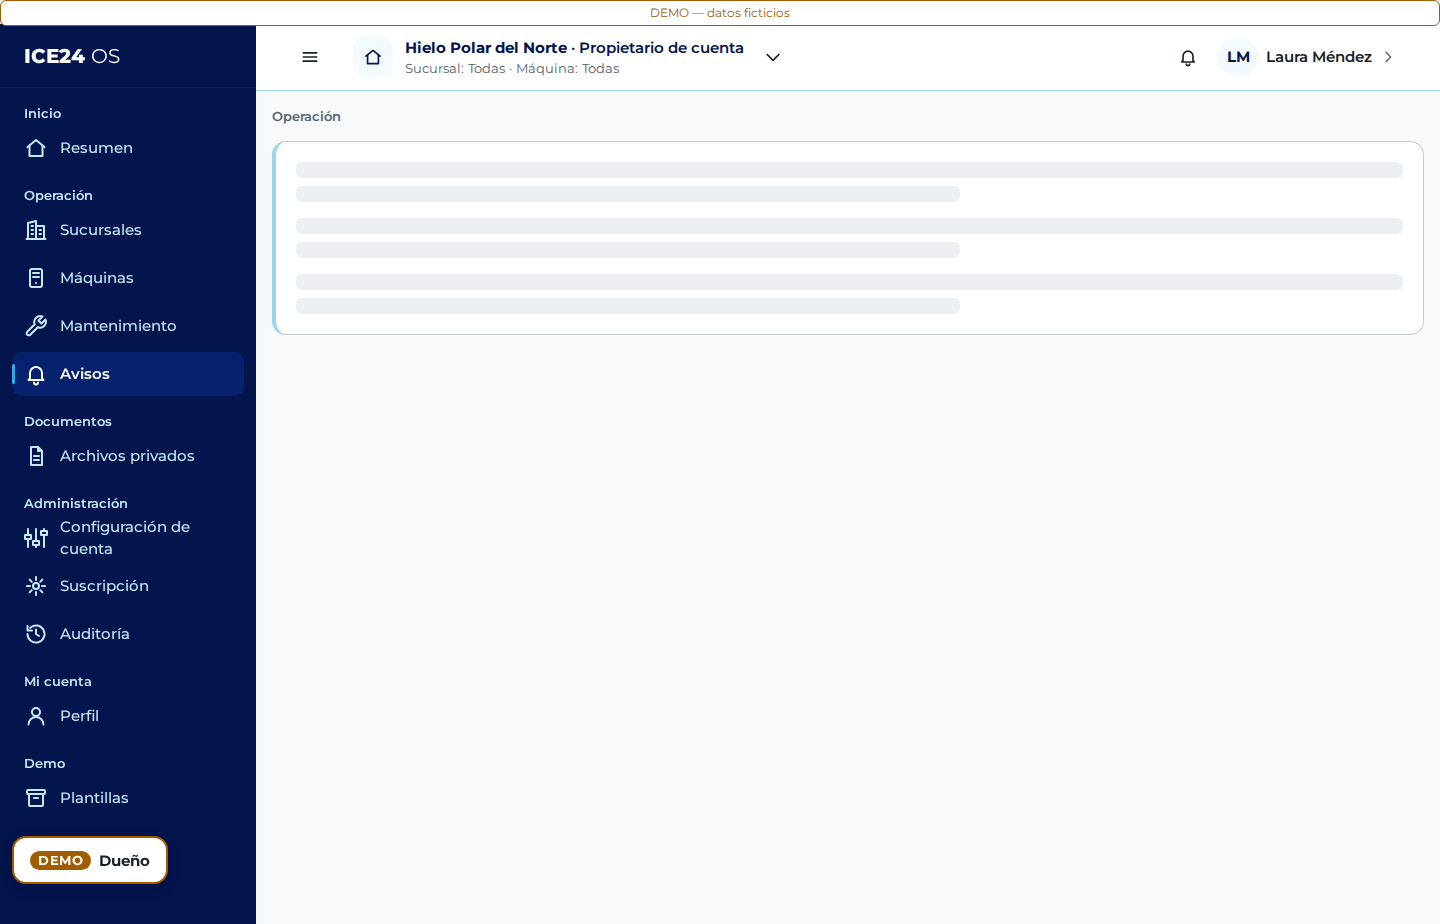 DEMO — datos ficticios
ICE24 OS
Inicio
Resumen
Operación
Sucursales
Máquinas
Mantenimiento
Avisos
Documentos
Archivos privados
Administración
Configuración de
cuenta
Suscripción
Auditoría
Mi cuenta
Perfil
Demo
Plantillas
DEMO Dueño
Hielo Polar del Norte · Propietario de cuenta
Sucursal: Todas · Máquina: Todas
LM Laura Méndez
Operación